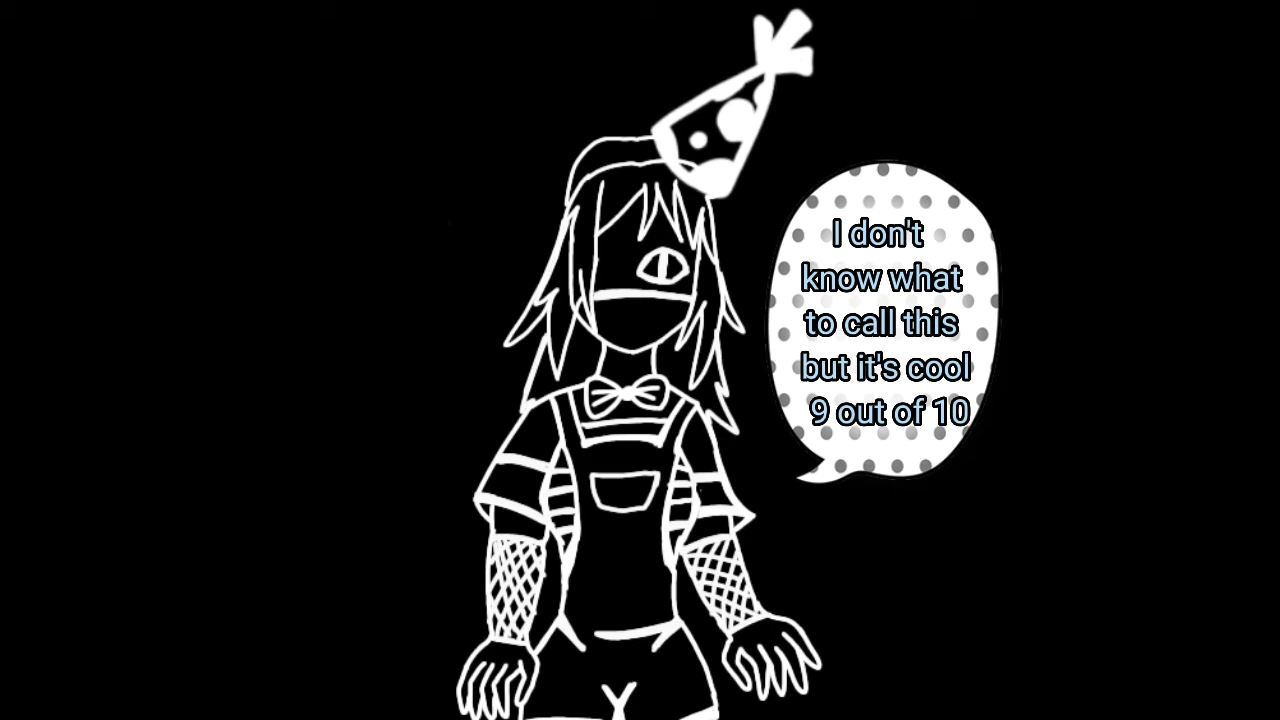 I don't
know what
to call this
but it's cool
9 out of 10